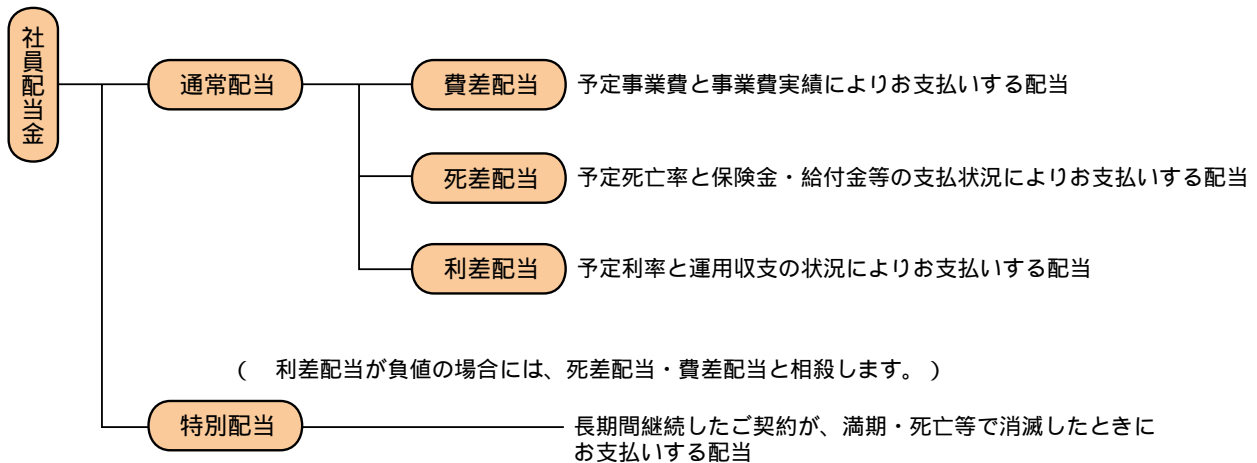 社員配当金
通常配当
費差配当
予定事業費と事業費実績によりお支払いする配当
死差配当
予定死亡率と保険金・給付金等の支払状況によりお支払いする配当
利差配当
予定利率と運用収支の状況によりお支払いする配当
(　利差配当が負値の場合には、死差配当・費差配当と相殺します。)
特別配当
長期間継続したご契約が、満期・死亡等で消滅したときに
お支払いする配当